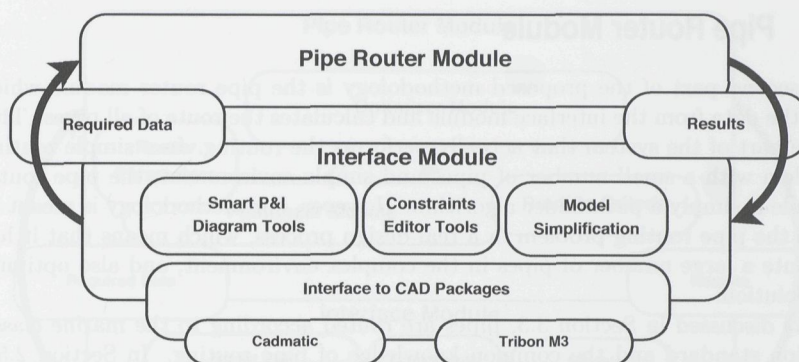 Pipe Router Module
Required Data
Results
Interface Module
Smart P&I
Diagram Tools
Constraints
Editor Tools
Model
Simplification
Interface to CAD Packages
Cadmatic
Tribon M3